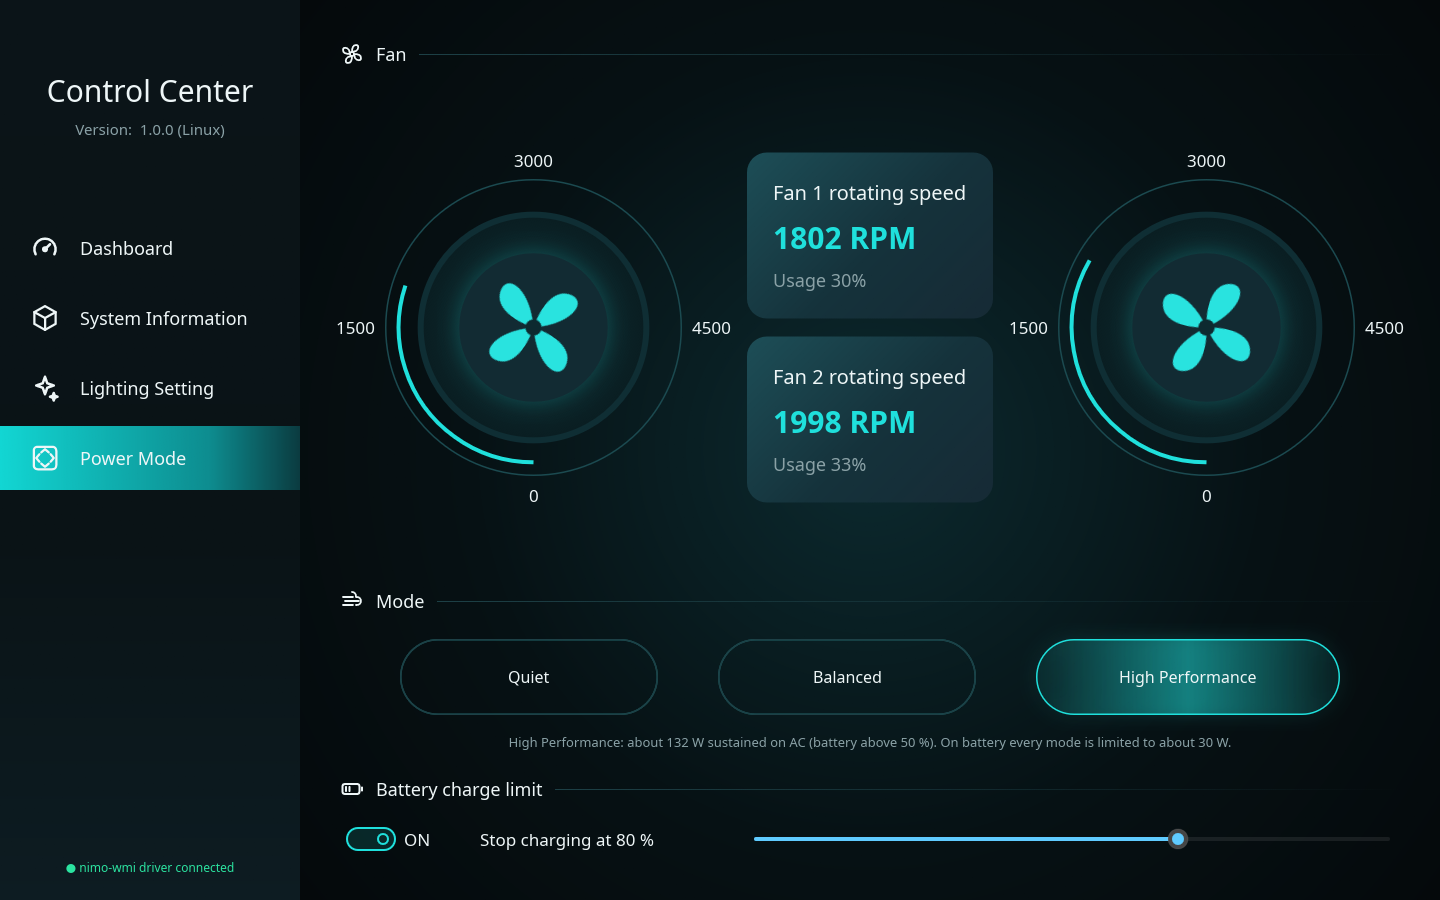 Control Center
Version: 1.0.0 (Linux)
Dashboard
System Information
Lighting Setting
Power Mode
nimo-wmi driver connected
Fan
3000
1500
4500
0
Fan 1 rotating speed
1802 RPM
Usage 30%
Fan 2 rotating speed
1998 RPM
Usage 33%
3000
1500
4500
0
Mode
Quiet
Balanced
High Performance
High Performance: about 132 W sustained on AC (battery above 50 %). On battery every mode is limited to about 30 W.
Battery charge limit
ON
Stop charging at 80 %